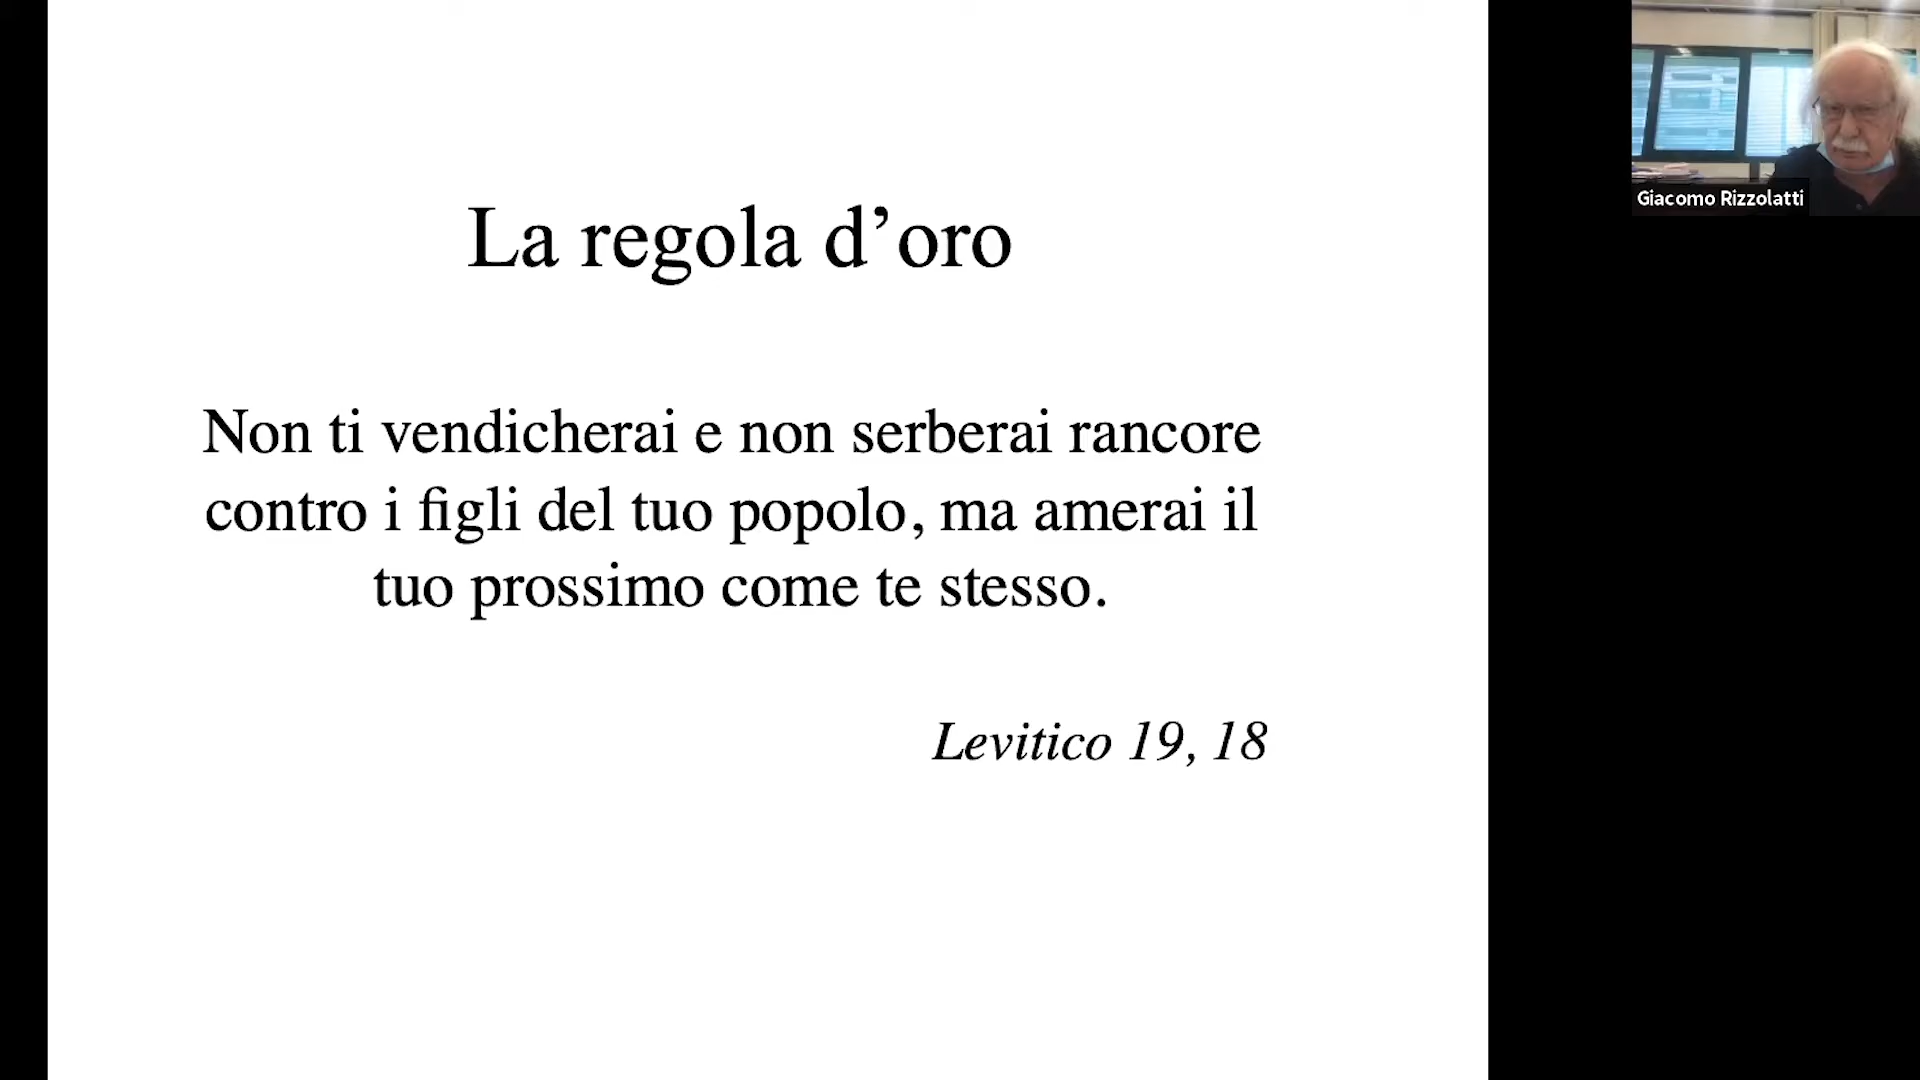 La regola d’oro
Non ti vendicherai e non serberai rancore
contro i figli del tuo popolo, ma amerai il
tuo prossimo come te stesso.
Levitico 19, 18
Giacomo Rizzolatti